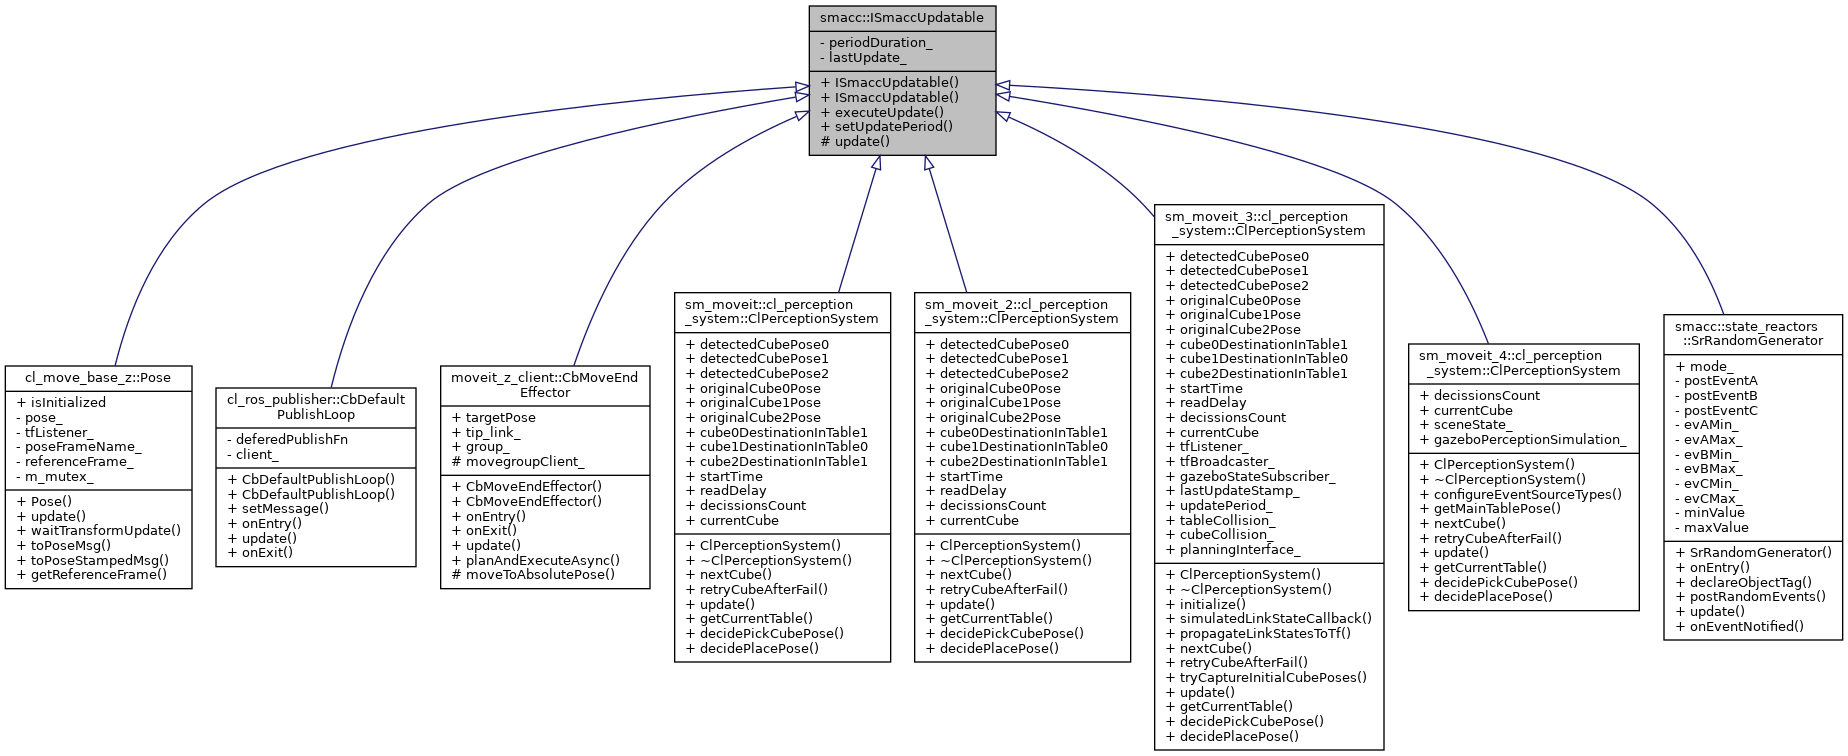 smacc::ISmaccUpdatable
- periodDuration_
- lastUpdate_
+ ISmaccUpdatable()
+ ISmaccUpdatable()
+ executeUpdate()
+ setUpdatePeriod()
# update()
cl_move_base_z::Pose
+ isInitialized
- pose_
- tfListener_
- poseFrameName_
- referenceFrame_
- m_mutex_
+ Pose()
+ update()
+ waitTransformUpdate()
+ toPoseMsg()
+ toPoseStampedMsg()
+ getReferenceFrame()
cl_ros_publisher::CbDefault
PublishLoop
- deferedPublishFn
- client_
+ CbDefaultPublishLoop()
+ CbDefaultPublishLoop()
+ setMessage()
+ onEntry()
+ update()
+ onExit()
moveit_z_client::CbMoveEnd
Effector
+ targetPose
+ tip_link_
+ group_
# movegroupClient_
+ CbMoveEndEffector()
+ CbMoveEndEffector()
+ onEntry()
+ onExit()
+ update()
+ planAndExecuteAsync()
# moveToAbsolutePose()
sm_moveit::cl_perception
_system::ClPerceptionSystem
+ detectedCubePose0
+ detectedCubePose1
+ detectedCubePose2
+ originalCube0Pose
+ originalCube1Pose
+ originalCube2Pose
+ cube0DestinationInTable1
+ cube1DestinationInTable0
+ cube2DestinationInTable1
+ startTime
+ readDelay
+ decissionsCount
+ currentCube
+ ClPerceptionSystem()
+ ~ClPerceptionSystem()
+ nextCube()
+ retryCubeAfterFail()
+ update()
+ getCurrentTable()
+ decidePickCubePose()
+ decidePlacePose()
sm_moveit_2::cl_perception
_system::ClPerceptionSystem
+ detectedCubePose0
+ detectedCubePose1
+ detectedCubePose2
+ originalCube0Pose
+ originalCube1Pose
+ originalCube2Pose
+ cube0DestinationInTable1
+ cube1DestinationInTable0
+ cube2DestinationInTable1
+ startTime
+ readDelay
+ decissionsCount
+ currentCube
+ ClPerceptionSystem()
+ ~ClPerceptionSystem()
+ nextCube()
+ retryCubeAfterFail()
+ update()
+ getCurrentTable()
+ decidePickCubePose()
+ decidePlacePose()
sm_moveit_3::cl_perception
_system::ClPerceptionSystem
+ detectedCubePose0
+ detectedCubePose1
+ detectedCubePose2
+ originalCube0Pose
+ originalCube1Pose
+ originalCube2Pose
+ cube0DestinationInTable1
+ cube1DestinationInTable0
+ cube2DestinationInTable1
+ startTime
+ readDelay
+ decissionsCount
+ currentCube
+ tfListener_
+ tfBroadcaster_
+ gazeboStateSubscriber_
+ lastUpdateStamp_
+ updatePeriod_
+ tableCollision_
+ cubeCollision_
+ planningInterface_
+ ClPerceptionSystem()
+ ~ClPerceptionSystem()
+ initialize()
+ simulatedLinkStateCallback()
+ propagateLinkStatesToTf()
+ nextCube()
+ retryCubeAfterFail()
+ tryCaptureInitialCubePoses()
+ update()
+ getCurrentTable()
+ decidePickCubePose()
+ decidePlacePose()
sm_moveit_4::cl_perception
_system::ClPerceptionSystem
+ decissionsCount
+ currentCube
+ sceneState_
+ gazeboPerceptionSimulation_
+ ClPerceptionSystem()
+ ~ClPerceptionSystem()
+ configureEventSourceTypes()
+ getMainTablePose()
+ nextCube()
+ retryCubeAfterFail()
+ update()
+ getCurrentTable()
+ decidePickCubePose()
+ decidePlacePose()
smacc::state_reactors
::SrRandomGenerator
+ mode_
- postEventA
- postEventB
- postEventC
- evAMin_
- evAMax_
- evBMin_
- evBMax_
- evCMin_
- evCMax_
- minValue
- maxValue
+ SrRandomGenerator()
+ onEntry()
+ declareObjectTag()
+ postRandomEvents()
+ update()
+ onEventNotified()